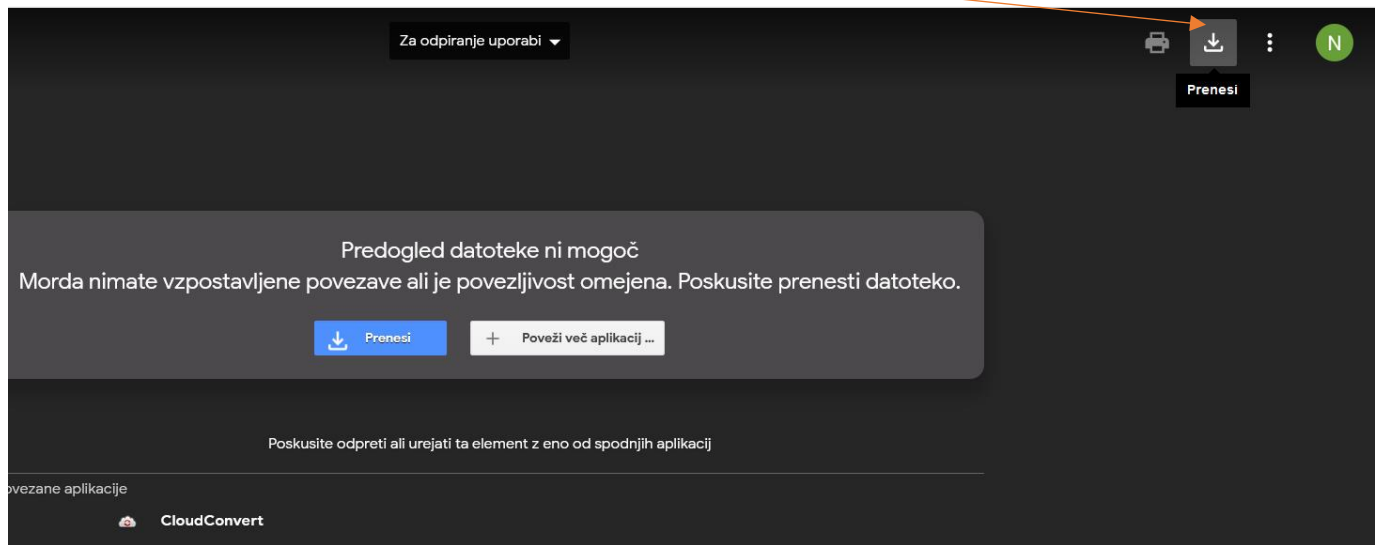 Za odpiranje uporabi
N
Prenesi
Predogled datoteke ni mogoč
Morda nimate vzpostavljene povezave ali je povezljivost omejena. Poskusite prenesti datoteko.
Prenesi
+ Poveži več aplikacij ...
Poskusite odpreti ali urejati ta element z eno od spodnjih aplikacij
ovezane aplikacije
CloudConvert